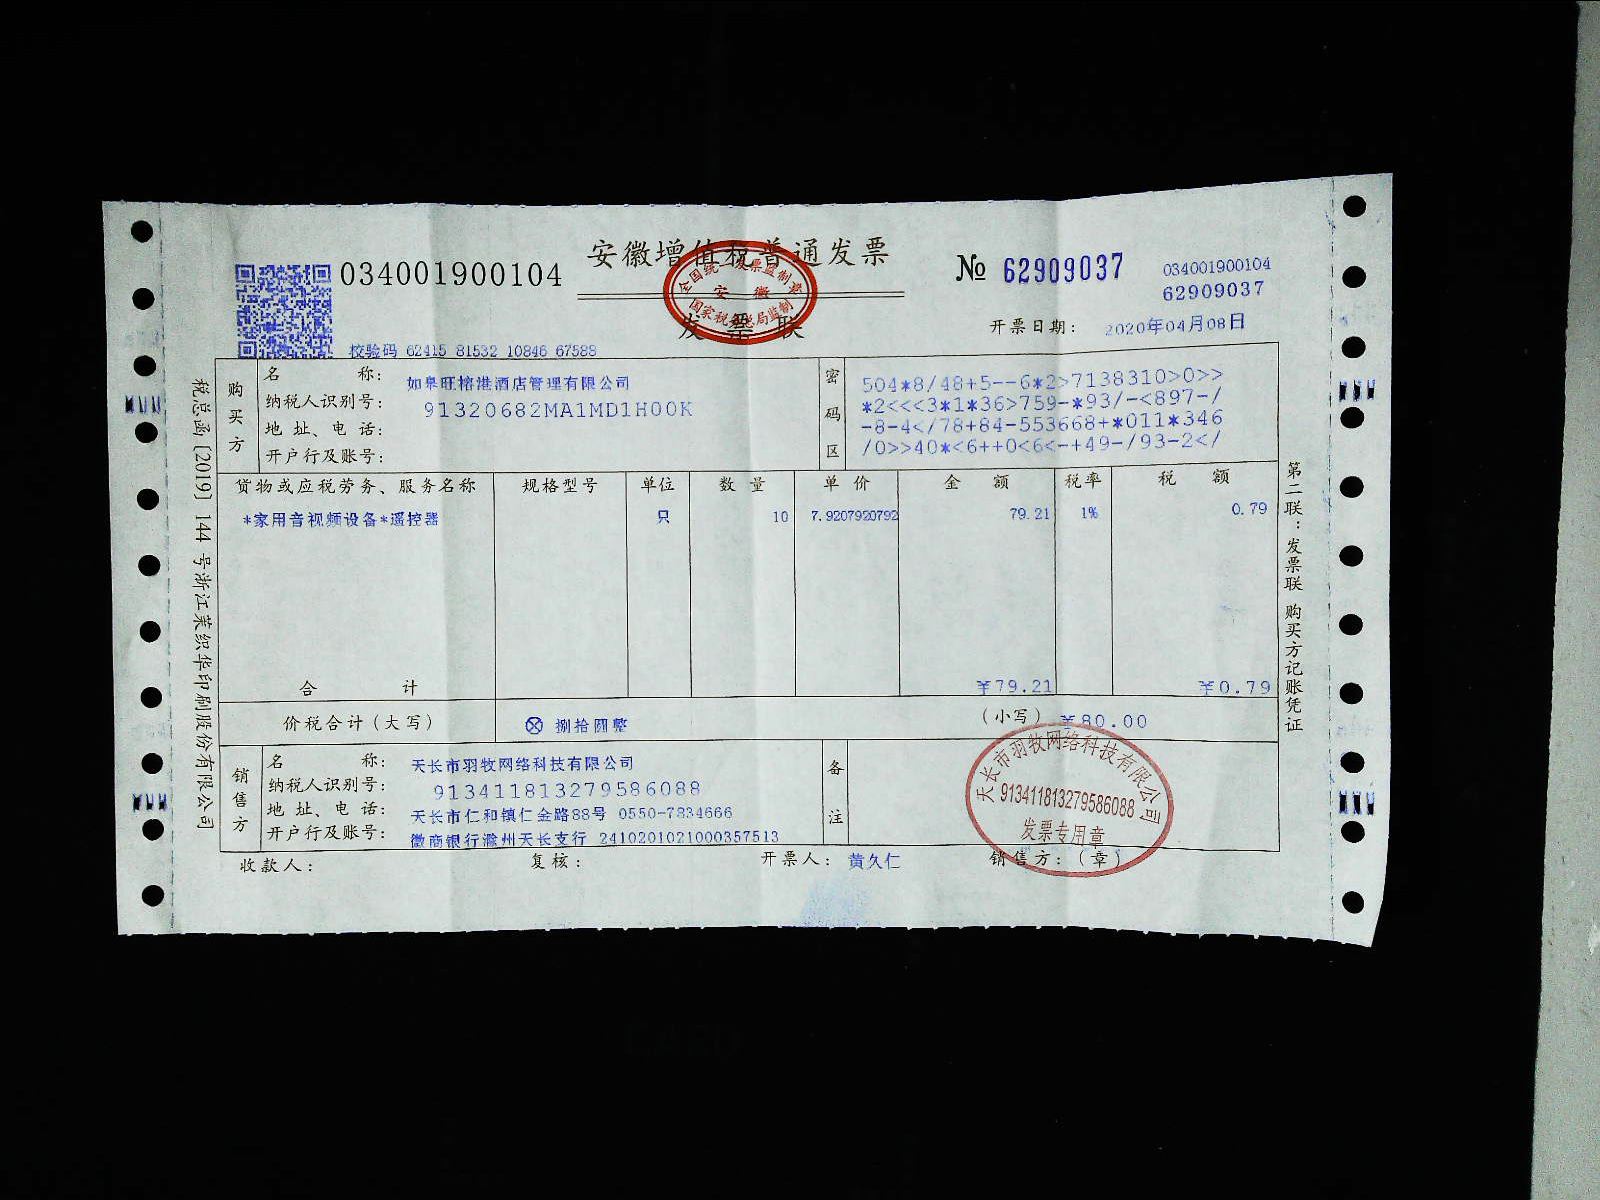 安徽增值税普通发票
034001900104
№ 62909037
034001900104
62909037
全国统一发票监制章
安徽
国家税务总局监制
发票联
开票日期: 2020年04月08日
校验码 62415 81532 10846 67588
购买方
名称: 如皋旺榕港酒店管理有限公司
纳税人识别号: 91320682MA1MD1H00K
地址、电话:
开户行及账号:
密码区
504*8/48+5--6*2>7138310>0>>
*2<<<3*1*36>759-*93/-<897-/
-8-4</78+84-553668+*011*346
/0>>40*<6++0<6<-+49-/93-2</
货物或应税劳务、服务名称 规格型号 单位 数量 单价 金额 税率 税额
*家用音视频设备*遥控器 只 10 7.9207920792 79.21 1% 0.79
合计 ¥79.21 ¥0.79
价税合计(大写) ⊗ 捌拾圆整 (小写) ¥80.00
销售方
名称: 天长市羽牧网络科技有限公司
纳税人识别号: 913411813279586088
地址、电话: 天长市仁和镇仁金路88号 0550-7334666
开户行及账号: 徽商银行滁州天长支行 2410201021000357513
备注
天长市羽牧网络科技有限公司
913411813279586088
发票专用章
收款人: 复核: 开票人: 黄久仁 销售方:(章)
税总函[2019]144号浙江茉织华印刷股份有限公司
第二联:发票联 购买方记账凭证